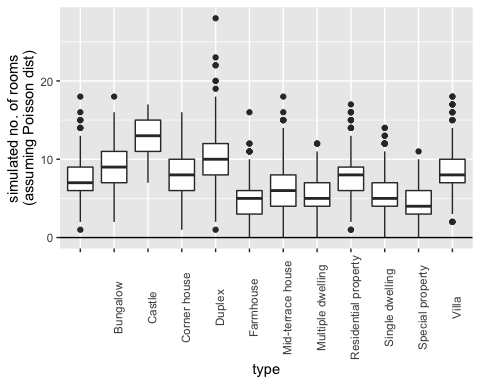 simulated no. of rooms
(assuming Poisson dist)
20
10
0
Bungalow
Castle
Corner house
Duplex
Farmhouse
Mid-terrace house
Multiple dwelling
Residential property
Single dwelling
Special property
Villa
type